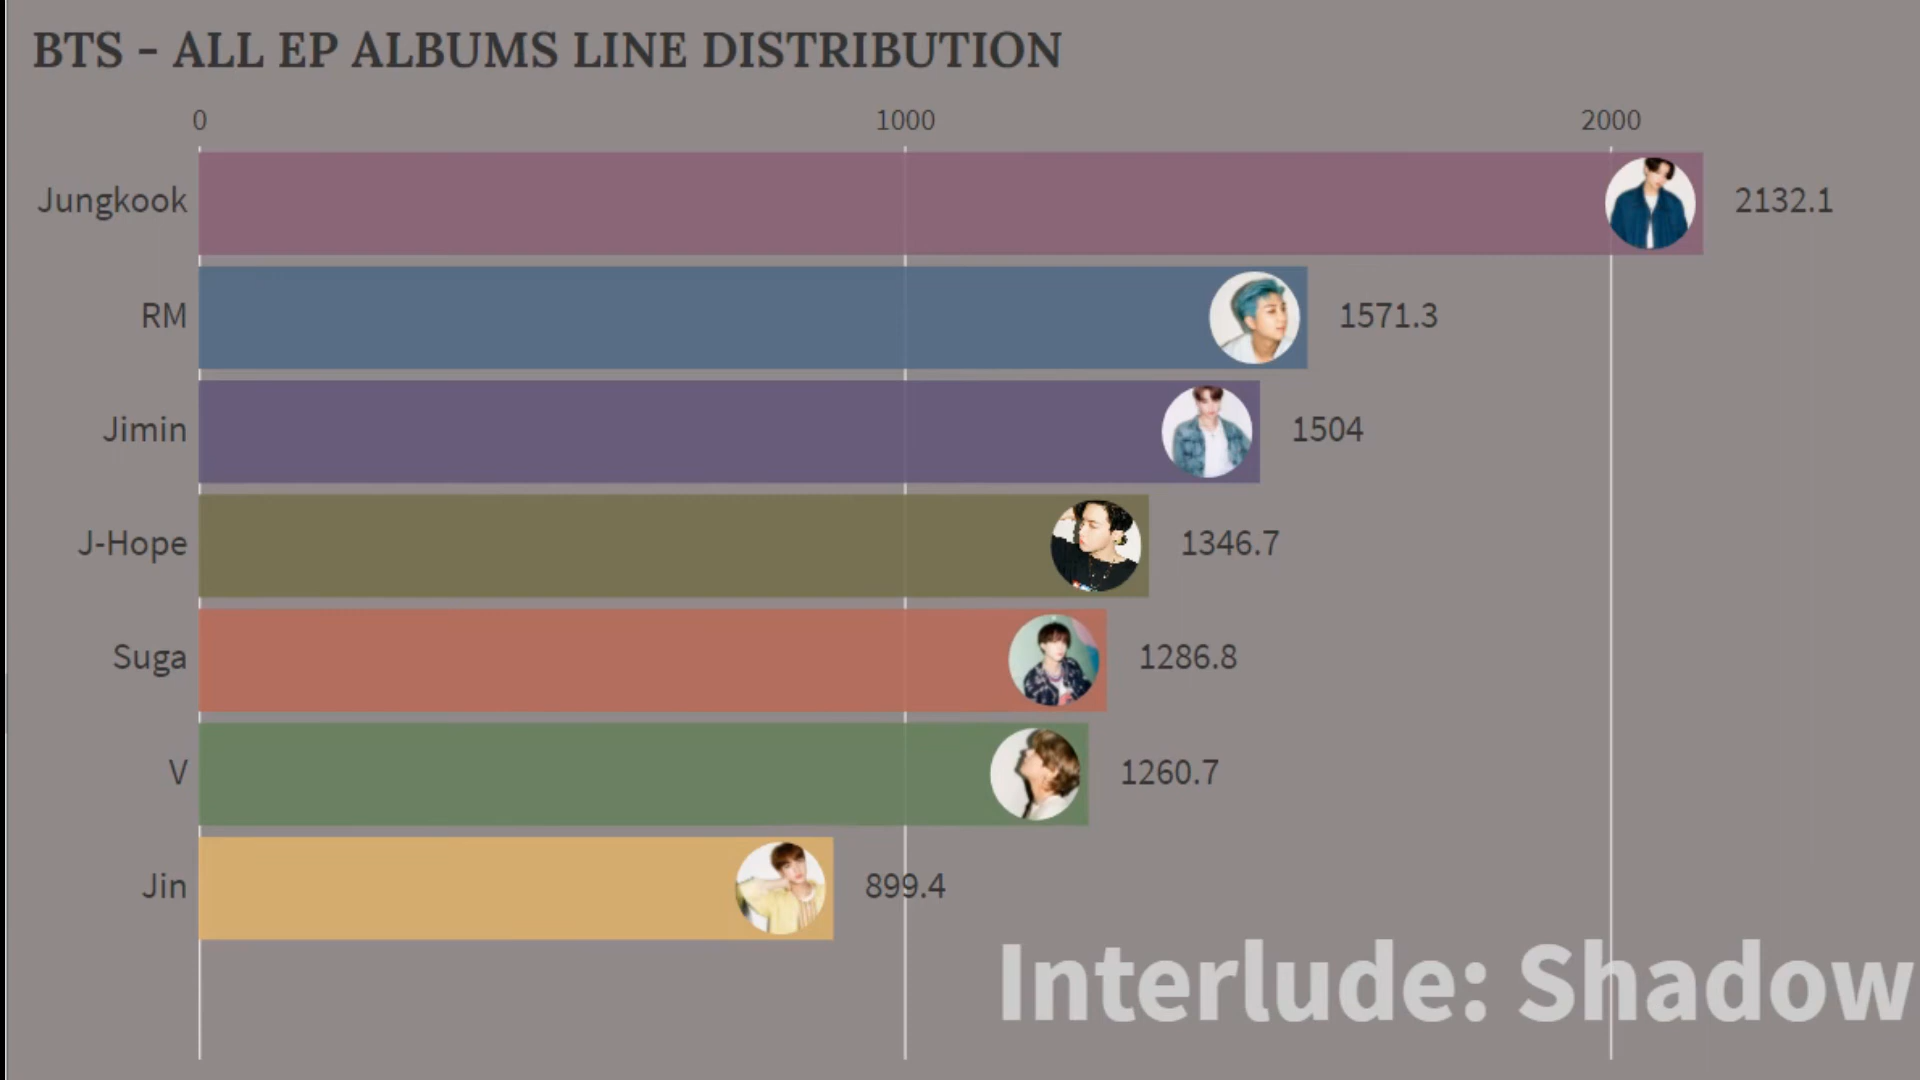 BTS - ALL EP ALBUMS LINE DISTRIBUTION
0 1000 2000
Jungkook 2132.1
RM 1571.3
Jimin 1504
J-Hope 1346.7
Suga 1286.8
V 1260.7
Jin 899.4
Interlude: Shadow